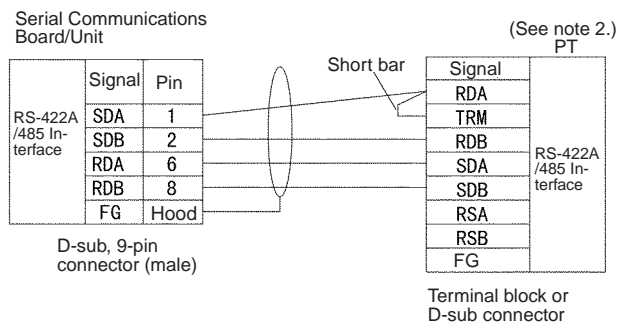 Serial Communications
Board/Unit
(See note 2.)
PT
Short bar
Signal Pin
RS-422A
/485 In-
terface
SDA 1
SDB 2
RDA 6
RDB 8
FG Hood
D-sub, 9-pin
connector (male)
Signal
RDA
TRM
RDB
SDA
SDB
RSA
RSB
FG
RS-422A
/485 In-
terface
Terminal block or
D-sub connector